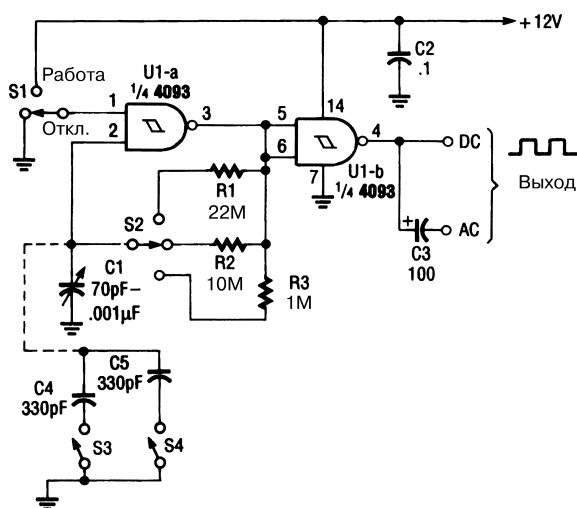 +12V
C2
.1
S1
Работа
Откл.
1
2
U1-a
1/4 4093
3
5
6
14
7
4
U1-b
1/4 4093
DC
AC
Выход
+
C3
100
R1
22M
S2
R2
10M
R3
1M
C1
70pF–
.001µF
C4
330pF
C5
330pF
S3
S4